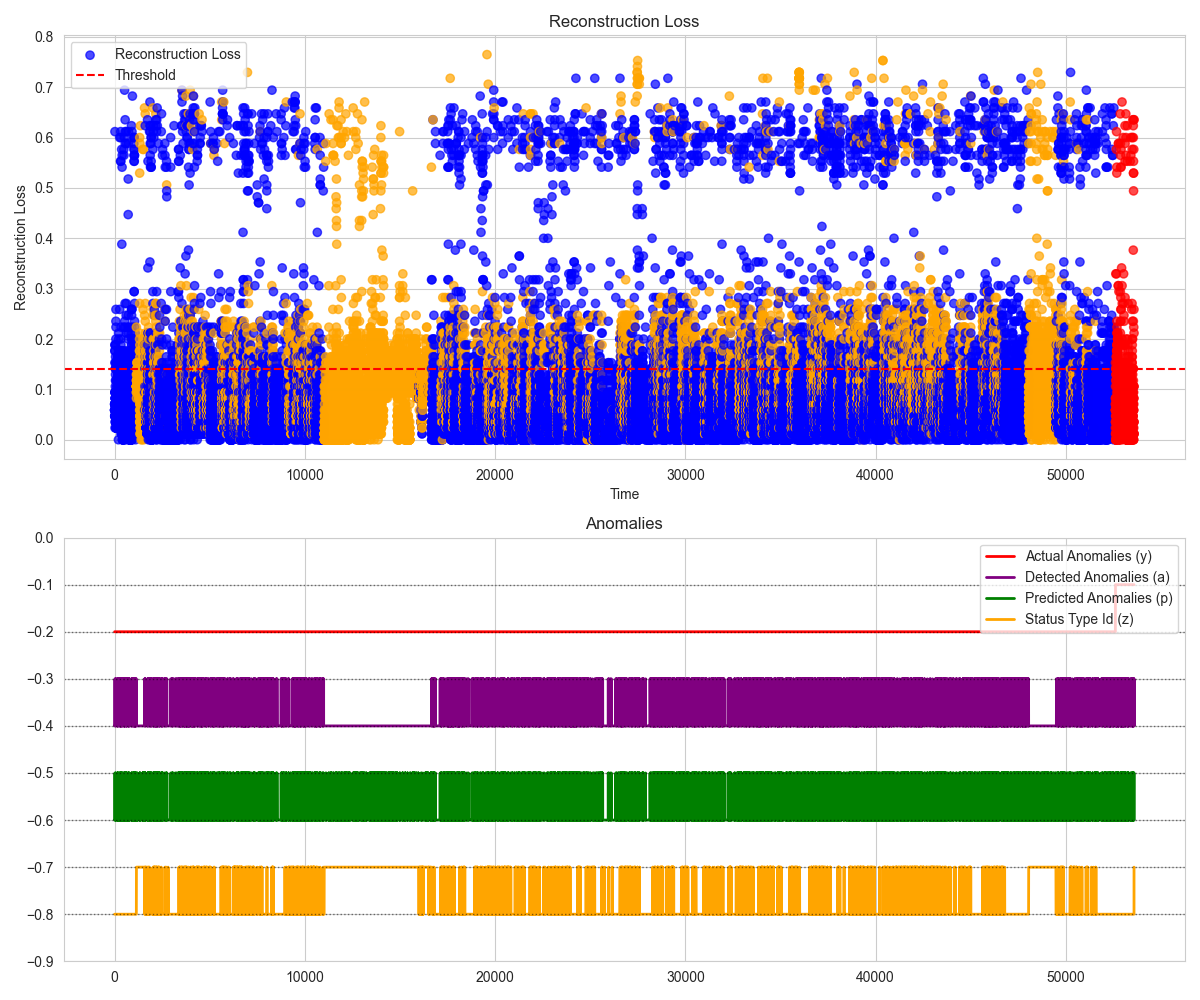 Reconstruction Loss
0.8
0.7
0.6
0.5
0.4
0.3
0.2
0.1
0.0
Reconstruction Loss
Reconstruction Loss
Threshold
0 10000 20000 30000 40000 50000
Time
Anomalies
0.0
−0.1
−0.2
−0.3
−0.4
−0.5
−0.6
−0.7
−0.8
−0.9
Actual Anomalies (y)
Detected Anomalies (a)
Predicted Anomalies (p)
Status Type Id (z)
0 10000 20000 30000 40000 50000